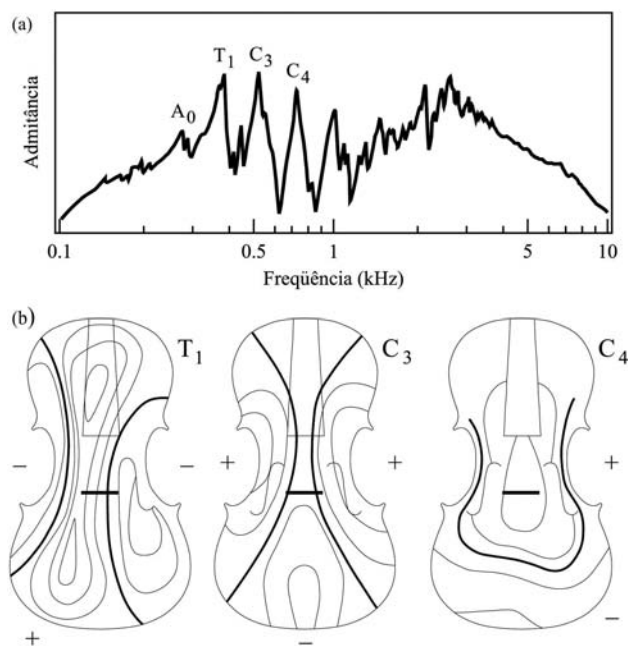 (a)
T1 C3
C4
A0
Admitância
0.1 0.5 1 5 10
Freqüência (kHz)
(b)
T1 C3 C4
– – + + +
+ – –